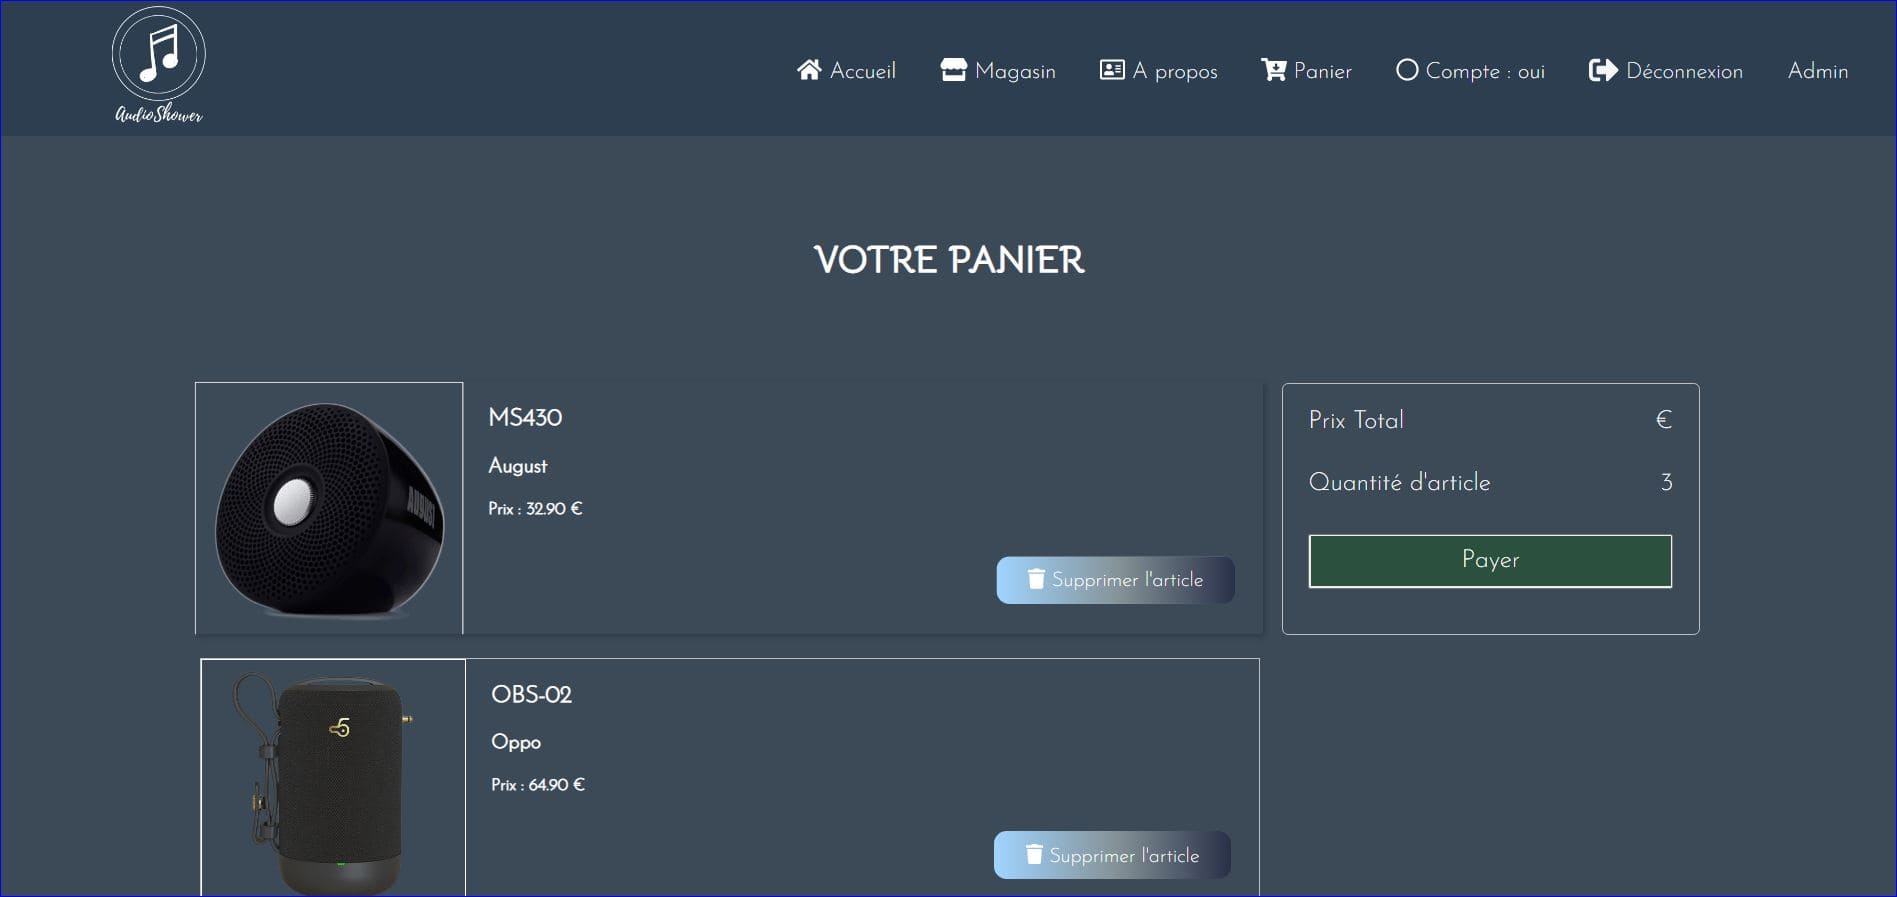 AudioShower
Accueil
Magasin
A propos
Panier
Compte : oui
Déconnexion
Admin
VOTRE PANIER
MS430
August
Prix : 32.90 €
Supprimer l'article
AUGUST
Prix Total €
Quantité d'article 3
Payer
OBS-02
Oppo
Prix : 64.90 €
Supprimer l'article